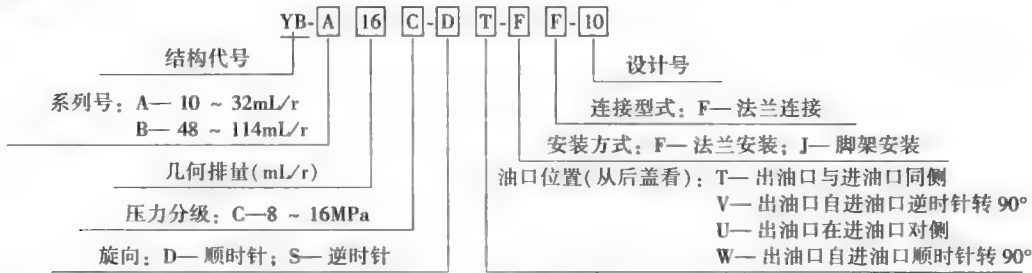 YB-A 16 C-D T-F F-10
结构代号
设计号
系列号：A— 10 ~ 32mL/r
B— 48 ~ 114mL/r
连接型式：F— 法兰连接
安装方式：F— 法兰安装；J— 脚架安装
几何排量(mL/r)
油口位置(从后盖看)：T— 出油口与进油口同侧
V— 出油口自进油口逆时针转 90°
U— 出油口在进油口对侧
W— 出油口自进油口顺时针转 90°
压力分级：C—8 ~ 16MPa
旋向：D— 顺时针；S— 逆时针